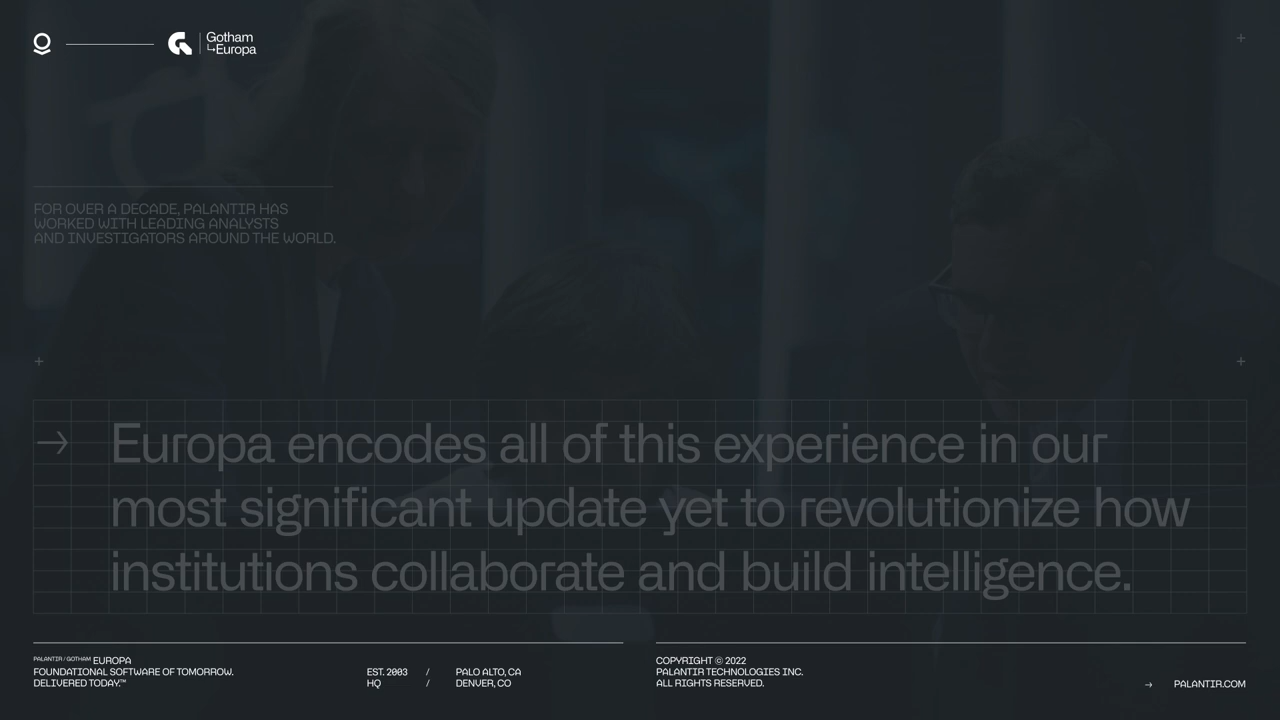 Gotham
↳Europa
FOR OVER A DECADE, PALANTIR HAS
WORKED WITH LEADING ANALYSTS
AND INVESTIGATORS AROUND THE WORLD.
→ Europa encodes all of this experience in our
most significant update yet to revolutionize how
institutions collaborate and build intelligence.
PALANTIR / GOTHAM EUROPA
FOUNDATIONAL SOFTWARE OF TOMORROW.
DELIVERED TODAY.™
EST. 2003 / PALO ALTO, CA
HQ / DENVER, CO
COPYRIGHT © 2022
PALANTIR TECHNOLOGIES INC.
ALL RIGHTS RESERVED.
→ PALANTIR.COM